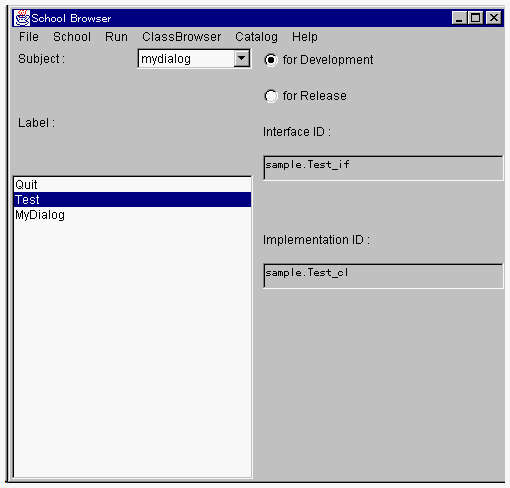 School Browser
File School Run ClassBrowser Catalog Help
Subject : mydialog for Development
for Release
Label :
Interface ID :
sample.Test_if
Quit
Test
MyDialog
Implementation ID :
sample.Test_cl